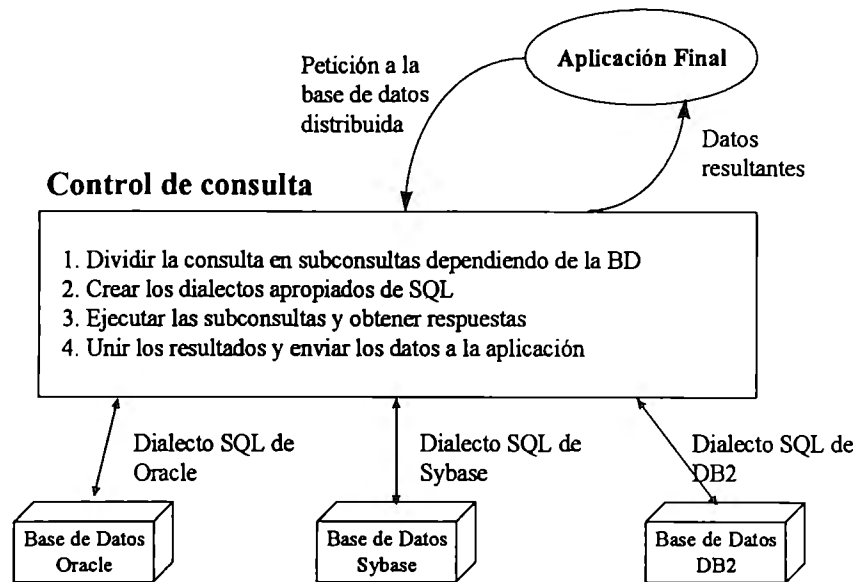 Aplicación Final
Petición a la
base de datos
distribuida
Datos
resultantes
Control de consulta
1. Dividir la consulta en subconsultas dependiendo de la BD
2. Crear los dialectos apropiados de SQL
3. Ejecutar las subconsultas y obtener respuestas
4. Unir los resultados y enviar los datos a la aplicación
Dialecto SQL de
Oracle
Dialecto SQL de
Sybase
Dialecto SQL de
DB2
Base de Datos
Oracle
Base de Datos
Sybase
Base de Datos
DB2